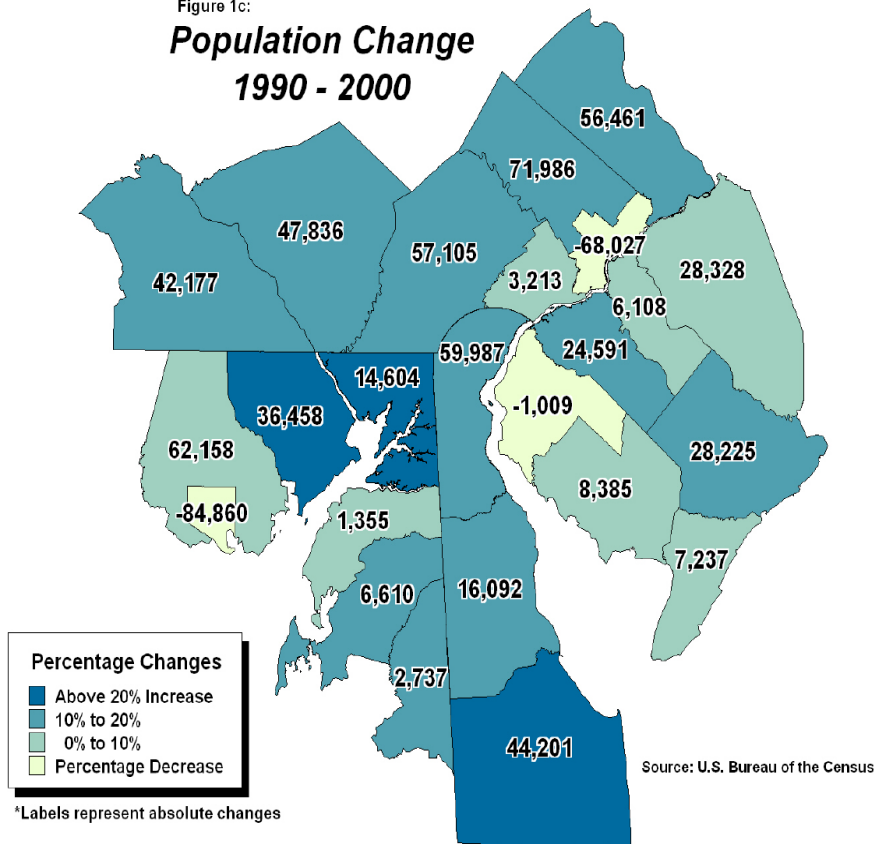 Figure 1c:
Population Change
1990 - 2000
56,461
71,986
47,836
-68,027
57,105
28,328
42,177
3,213
6,108
59,987
24,591
14,604
-1,009
36,458
62,158
28,225
8,385
-84,860
1,355
7,237
6,610
16,092
2,737
44,201
Percentage Changes
Above 20% Increase
10% to 20%
0% to 10%
Percentage Decrease
Source: U.S. Bureau of the Census
*Labels represent absolute changes